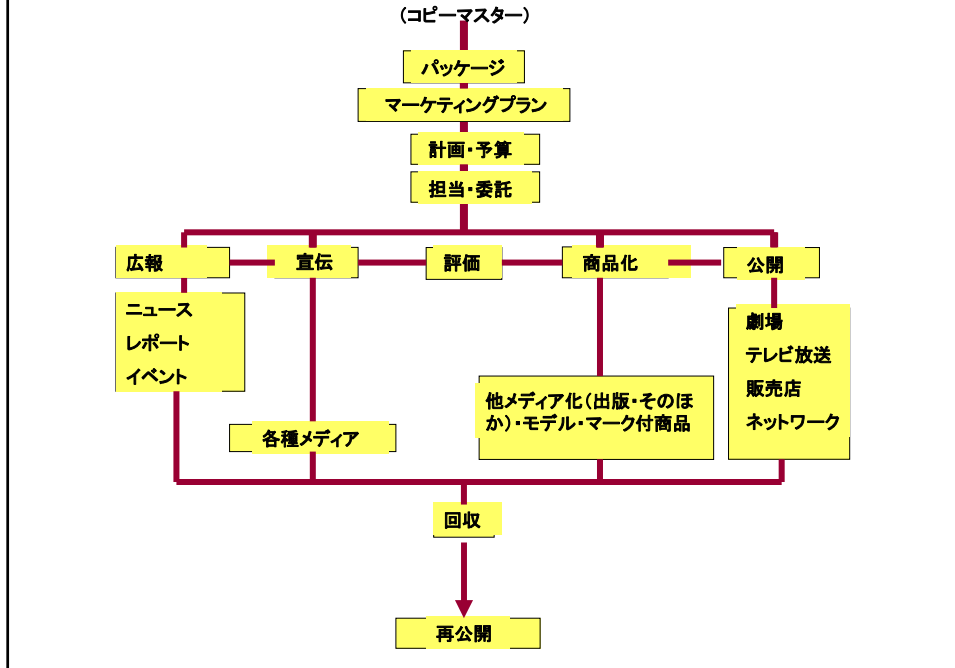 （コピーマスター）
パッケージ
マーケティングプラン
計画・予算
担当・委託
広報
宣伝
評価
商品化
公開
ニュース
レポート
イベント
劇場
テレビ放送
販売店
ネットワーク
他メディア化（出版・そのほ
か）・モデル・マーク付商品
各種メディア
回収
再公開